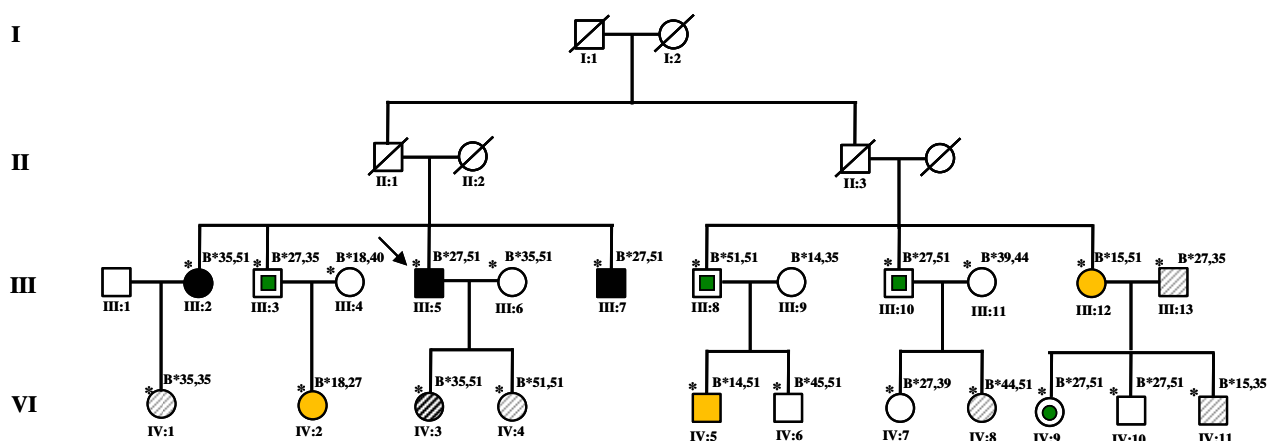 I
I:1
I:2
II
II:1
II:2
II:3
* B*35,51
* B*27,35
* B*18,40
* B*27,51
* B*35,51
* B*27,51
* B*51,51
B*14,35
* B*27,51
* B*39,44
* B*15,51
* B*27,35
III
III:1
III:2
III:3
III:4
III:5
III:6
III:7
III:8
III:9
III:10
III:11
III:12
III:13
* B*35,35
* B*18,27
* B*35,51
* B*51,51
* B*14,51
* B*45,51
* B*27,39
* B*44,51
* B*27,51
* B*27,51
* B*15,35
VI
IV:1
IV:2
IV:3
IV:4
IV:5
IV:6
IV:7
IV:8
IV:9
IV:10
IV:11